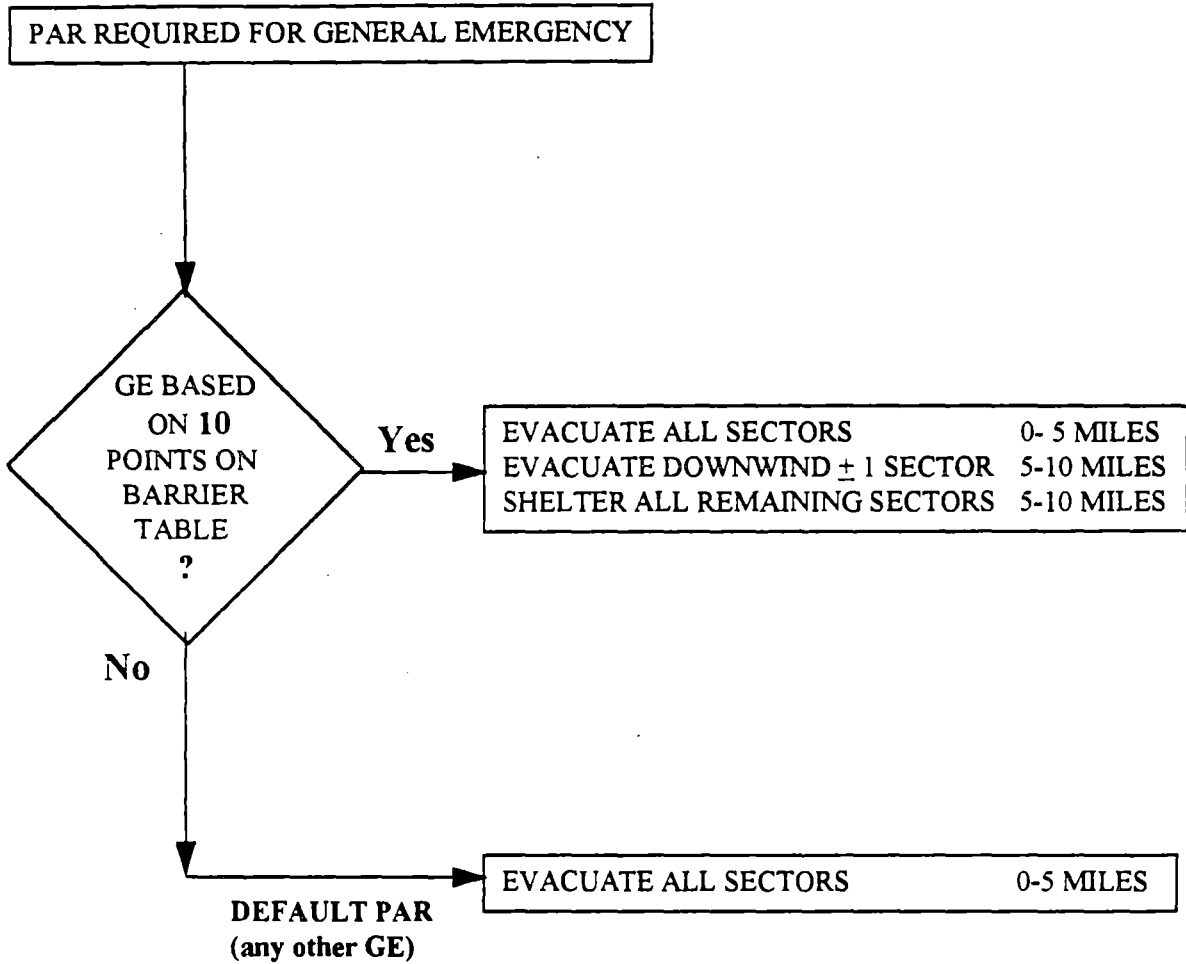 PAR REQUIRED FOR GENERAL EMERGENCY
GE BASED
ON 10
POINTS ON
BARRIER
TABLE
?
Yes
EVACUATE ALL SECTORS 0- 5 MILES
EVACUATE DOWNWIND ± 1 SECTOR 5-10 MILES
SHELTER ALL REMAINING SECTORS 5-10 MILES
No
DEFAULT PAR
(any other GE)
EVACUATE ALL SECTORS 0-5 MILES